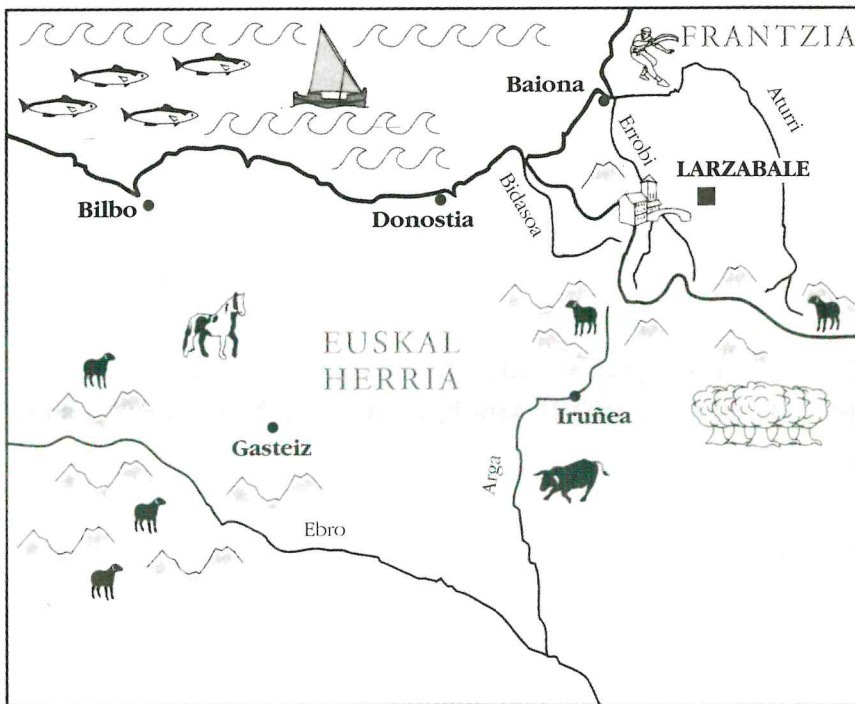 FRANTZIA
Baiona
Aturri
Errobi
LARZABALE
Bilbo
Donostia
Bidasoa
EUSKAL
HERRIA
Iruñea
Gasteiz
Arga
Ebro